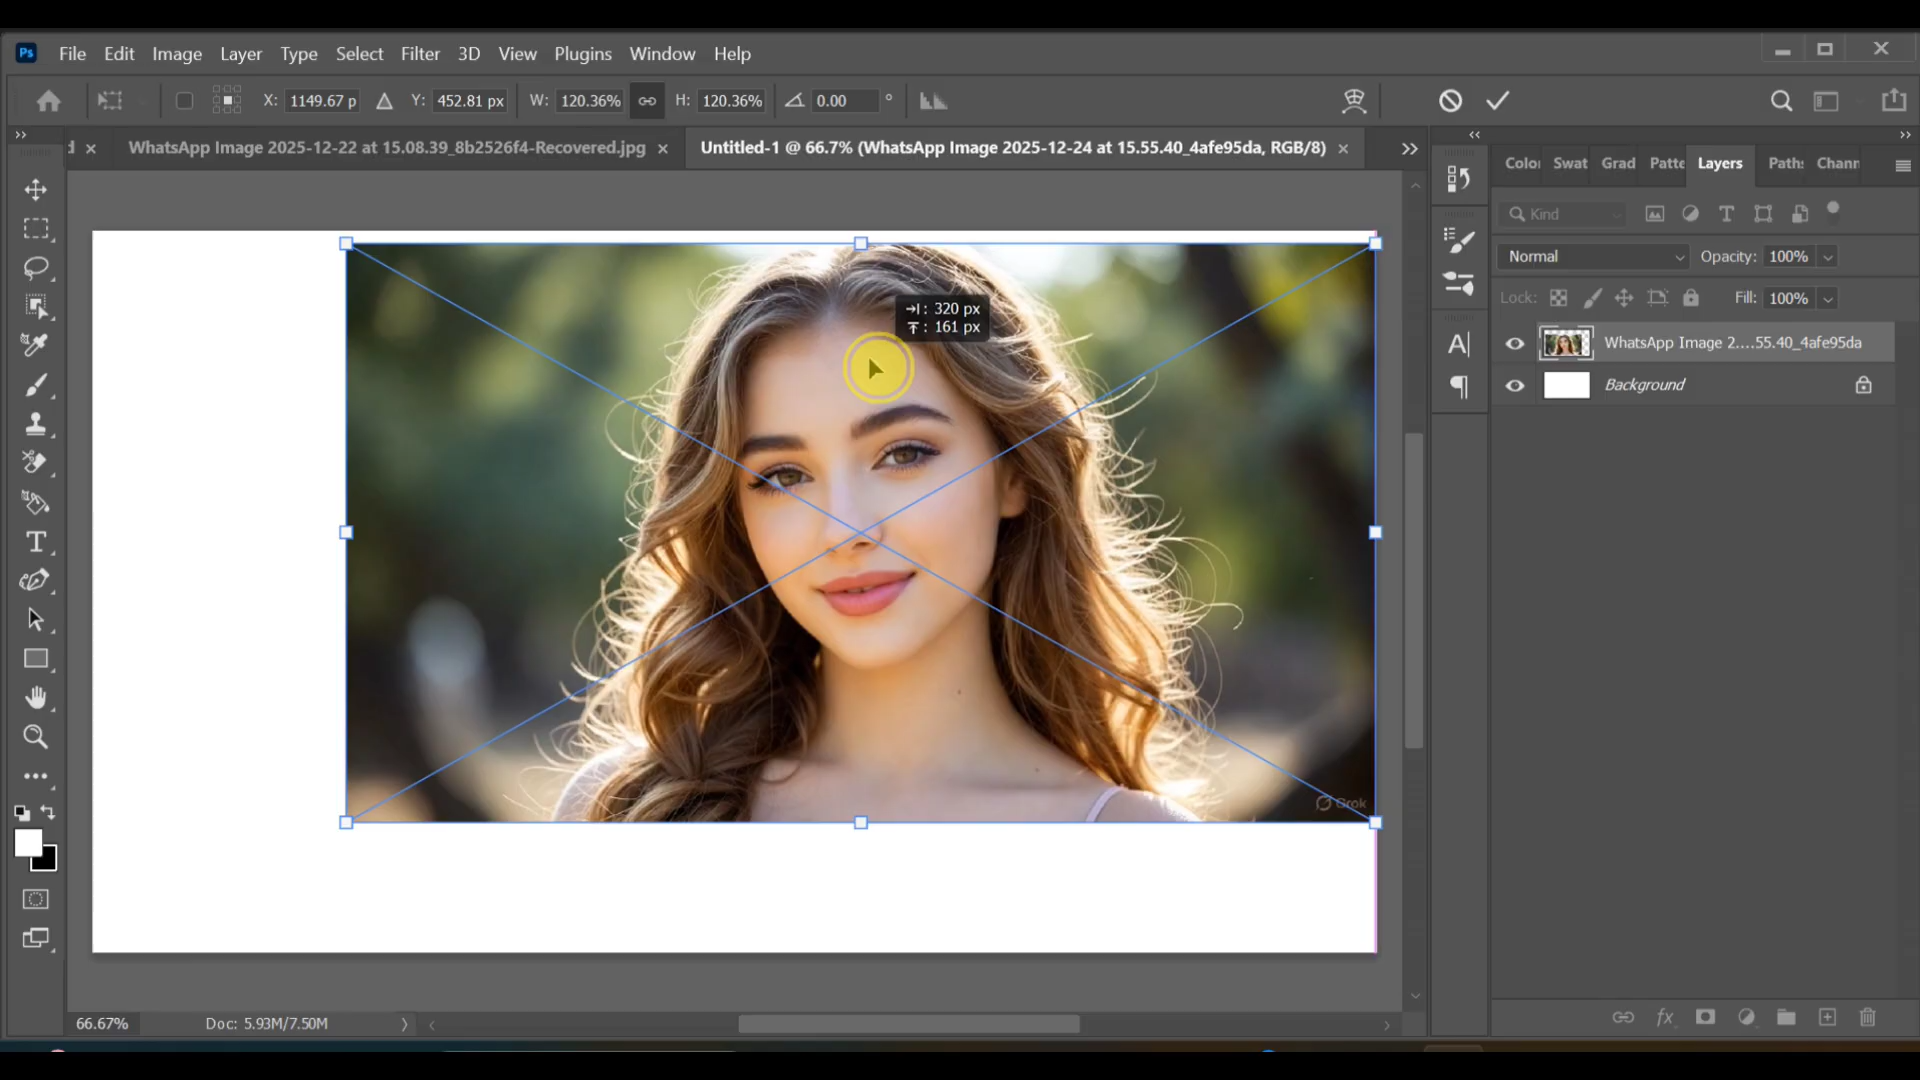 Ps File Edit Image Layer Type Select Filter 3D View Plugins Window Help
X: 1149.67 p Y: 452.81 px W: 120.36% H: 120.36% 0.00 °
d × WhatsApp Image 2025-12-22 at 15.08.39_8b2526f4-Recovered.jpg × Untitled-1 @ 66.7% (WhatsApp Image 2025-12-24 at 15.55.40_4afe95da, RGB/8) ×
Color Swat Grad Patte Layers Paths Chann
Kind
Normal Opacity: 100%
Lock: Fill: 100%
WhatsApp Image 2....55.40_4afe95da
Background
: 320 px
: 161 px
Grok
66.67% Doc: 5.93M/7.50M